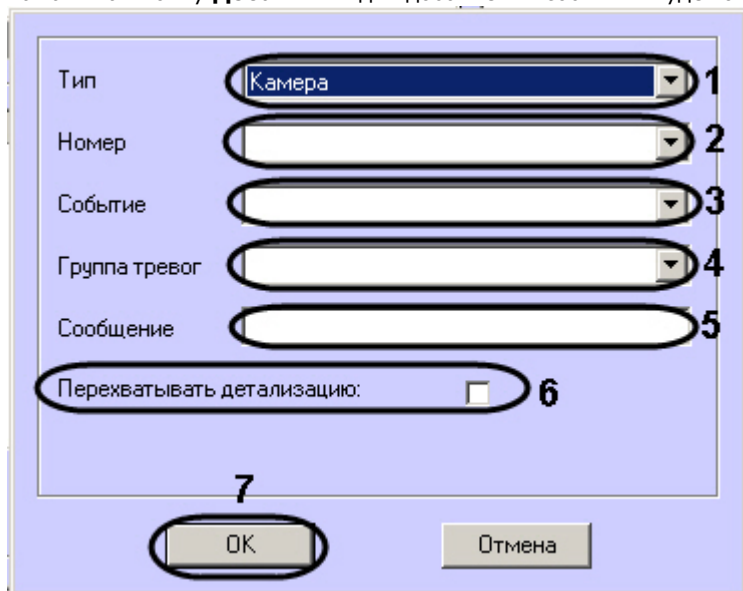 Тип Камера 1
Номер 2
Событие 3
Группа тревог 4
Сообщение 5
Перехватывать детализацию: 6
7
OK Отмена